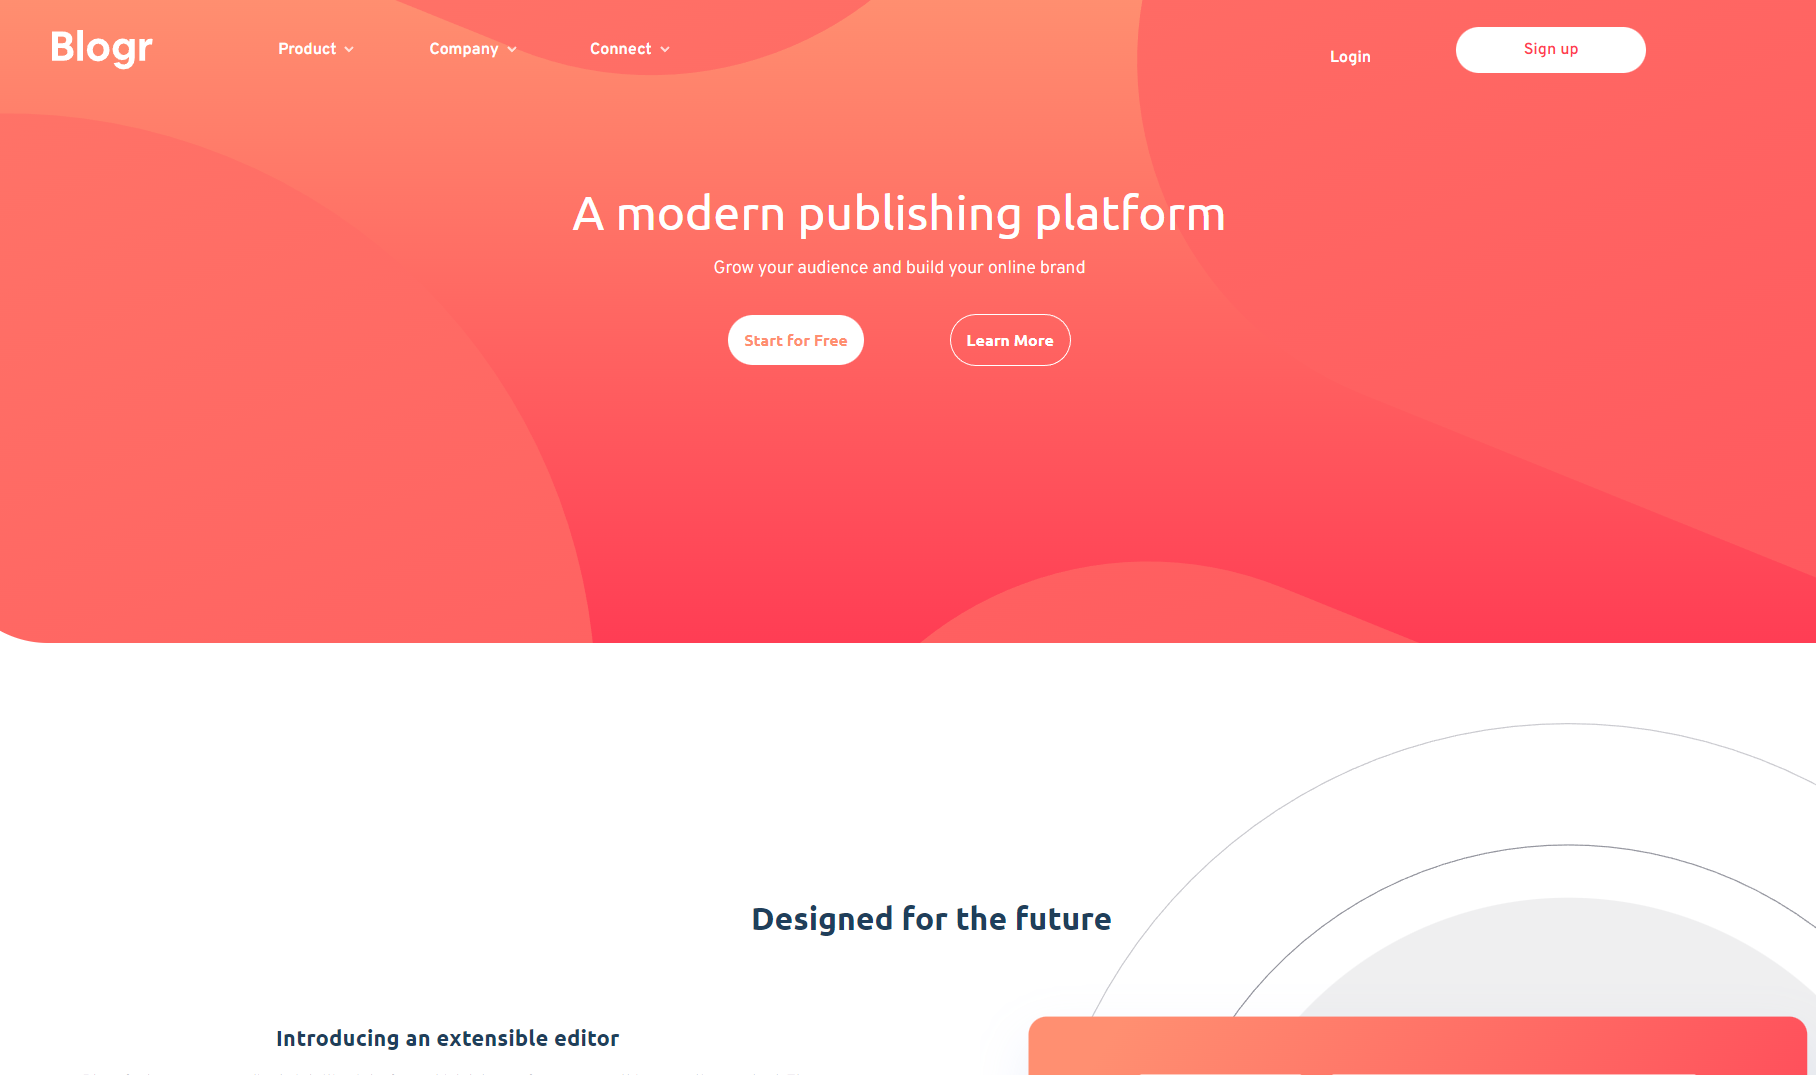 Blogr
Product
Company
Connect
Login
Sign up
A modern publishing platform
Grow your audience and build your online brand
Start for Free
Learn More
Designed for the future
Introducing an extensible editor